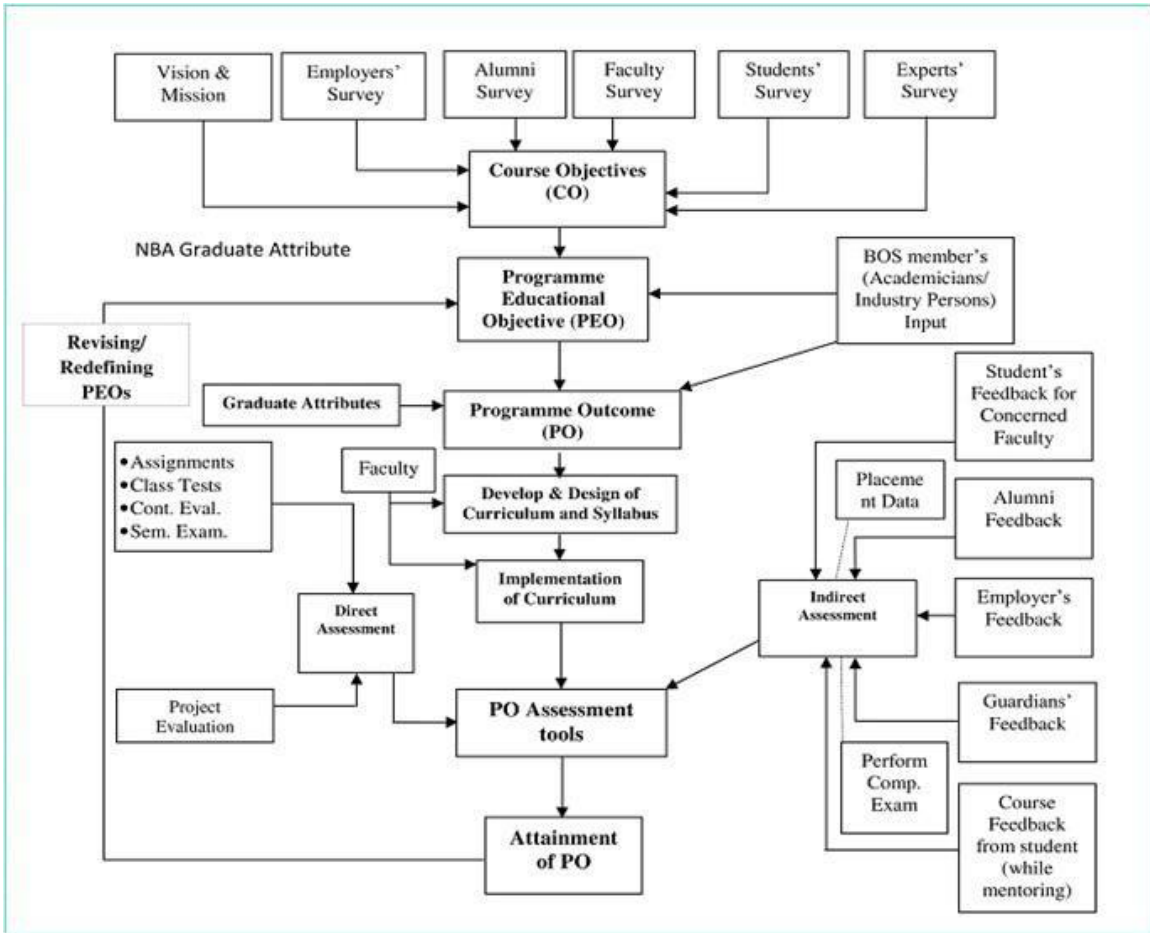 Vision &
Mission
Employers'
Survey
Alumni
Survey
Faculty
Survey
Students'
Survey
Experts'
Survey
Course Objectives
(CO)
NBA Graduate Attribute
Programme
Educational
Objective (PEO)
BOS member's
(Academicians/
Industry Persons)
Input
Revising/
Redefining
PEOs
Graduate Attributes
Programme Outcome
(PO)
Student's
Feedback for
Concerned
Faculty
•Assignments
•Class Tests
•Cont. Eval.
•Sem. Exam.
Faculty
Develop & Design of
Curriculum and Syllabus
Placeme
nt Data
Alumni
Feedback
Implementation
of Curriculum
Direct
Assessment
Indirect
Assessment
Employer's
Feedback
Project
Evaluation
PO Assessment
tools
Guardians'
Feedback
Perform
Comp.
Exam
Attainment
of PO
Course
Feedback
from student
(while
mentoring)